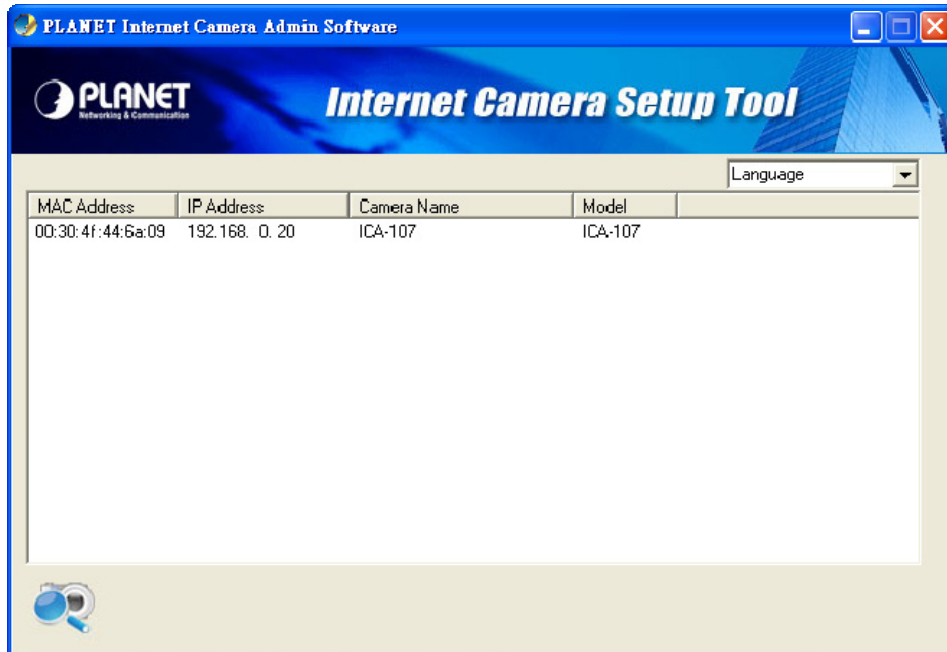 PLANET Internet Camera Admin Software
PLANET
Networking & Communication
Internet Camera Setup Tool
Language
MAC Address IP Address Camera Name Model
00:30:4f:44:6a:09 192.168. 0. 20 ICA-107 ICA-107